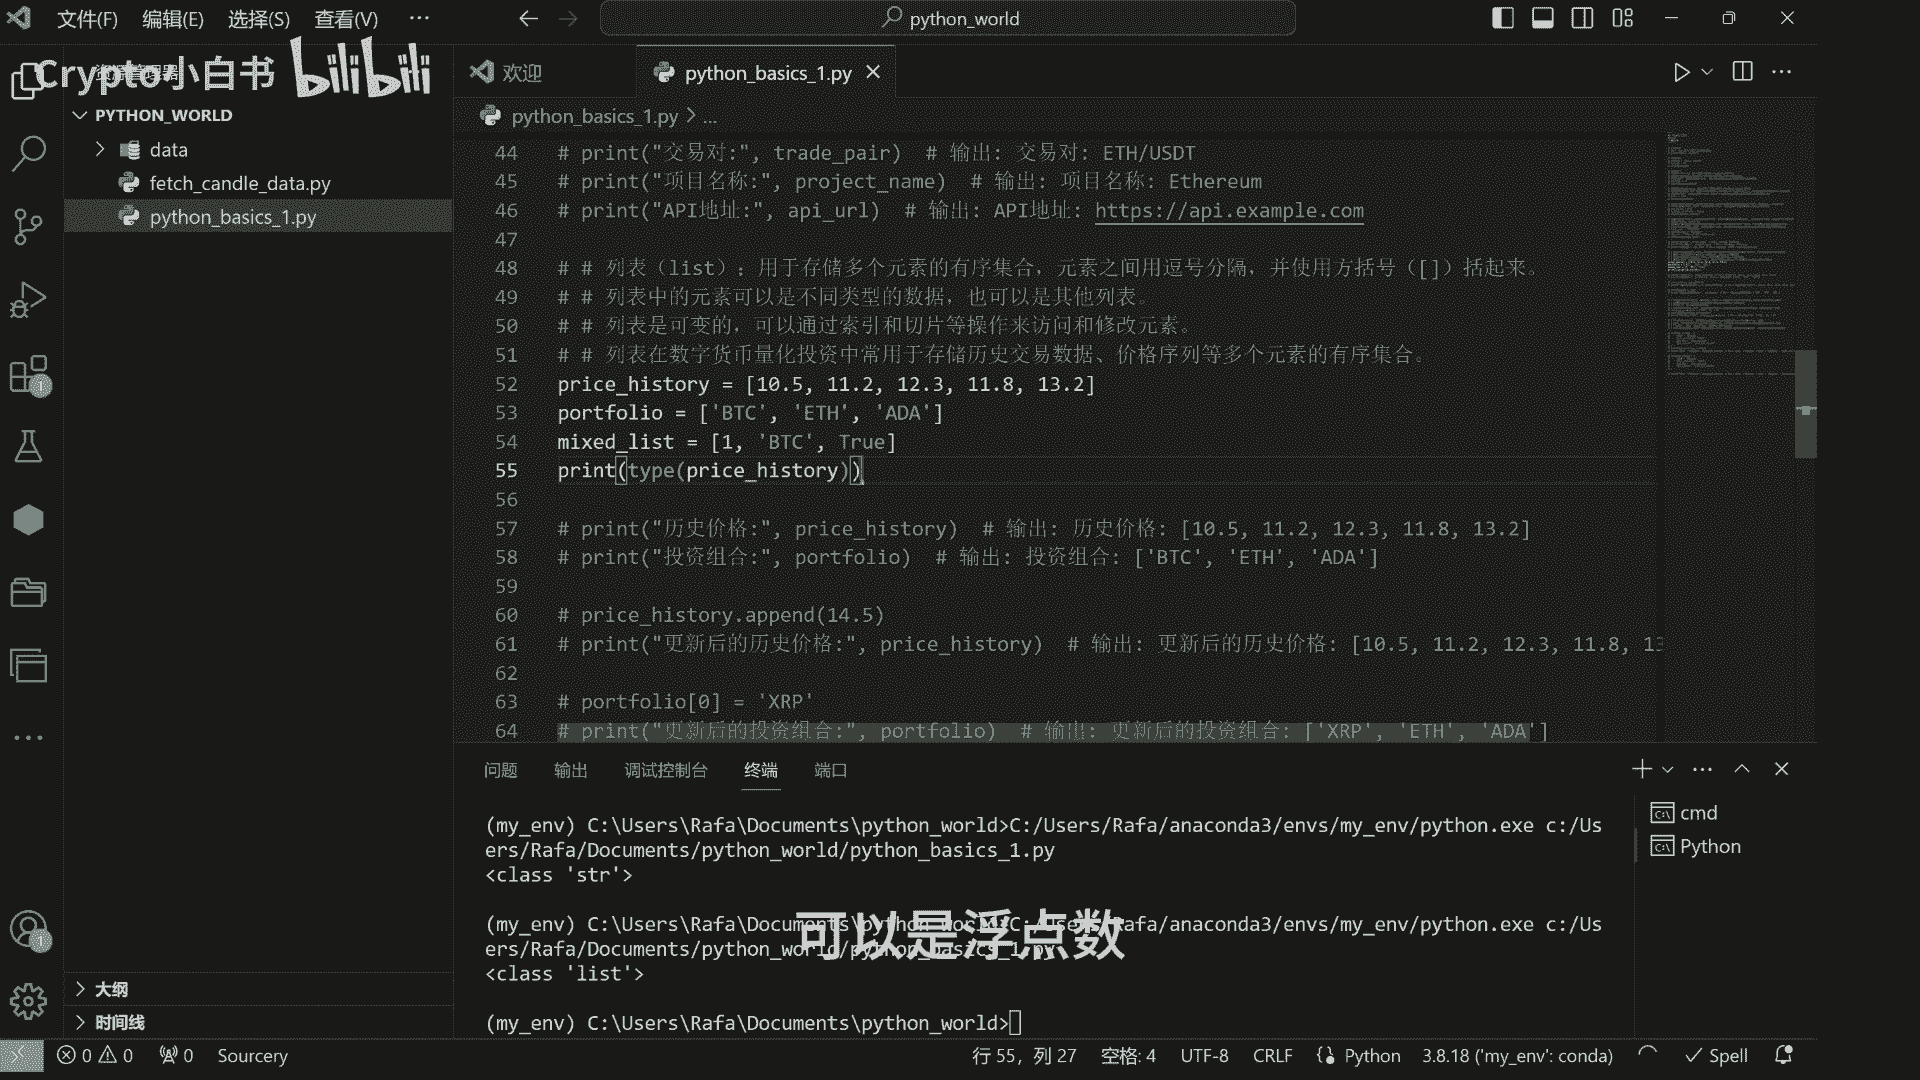 文件(F) 编辑(E) 选择(S) 查看(V) ··· python_world
Crypto小白书 bilibili
欢迎 python_basics_1.py
PYTHON_WORLD
data
fetch_candle_data.py
python_basics_1.py
python_basics_1.py > ...
44 # print("交易对:", trade_pair)  # 输出: 交易对: ETH/USDT
45 # print("项目名称:", project_name)  # 输出: 项目名称: Ethereum
46 # print("API地址:", api_url)  # 输出: API地址: https://api.example.com
47
48 # # 列表（list）：用于存储多个元素的有序集合，元素之间用逗号分隔，并使用方括号（[]）括起来。
49 # # 列表中的元素可以是不同类型的数据，也可以是其他列表。
50 # # 列表是可变的，可以通过索引和切片等操作来访问和修改元素。
51 # # 列表在数字货币量化投资中常用于存储历史交易数据、价格序列等多个元素的有序集合。
52 price_history = [10.5, 11.2, 12.3, 11.8, 13.2]
53 portfolio = ['BTC', 'ETH', 'ADA']
54 mixed_list = [1, 'BTC', True]
55 print(type(price_history))
56
57 # print("历史价格:", price_history)  # 输出: 历史价格: [10.5, 11.2, 12.3, 11.8, 13.2]
58 # print("投资组合:", portfolio)  # 输出: 投资组合: ['BTC', 'ETH', 'ADA']
59
60 # price_history.append(14.5)
61 # print("更新后的历史价格:", price_history)  # 输出: 更新后的历史价格: [10.5, 11.2, 12.3, 11.8, 13
62
63 # portfolio[0] = 'XRP'
64 # print("更新后的投资组合:", portfolio)  # 输出: 更新后的投资组合: ['XRP', 'ETH', 'ADA']
问题 输出 调试控制台 终端 端口
cmd
Python
(my_env) C:\Users\Rafa\Documents\python_world>C:/Users/Rafa/anaconda3/envs/my_env/python.exe c:/Us
ers/Rafa/Documents/python_world/python_basics_1.py
<class 'str'>
(my_env) C:\Users\Rafa\Documents\python_world>C:/Users/Rafa/anaconda3/envs/my_env/python.exe c:/Us
ers/Rafa/Documents/python_world/python_basics_1.py
可以是浮点数
<class 'list'>
(my_env) C:\Users\Rafa\Documents\python_world>
大纲
时间线
0 0 0 Sourcery 行 55，列 27 空格: 4 UTF-8 CRLF Python 3.8.18 ('my_env': conda) Spell